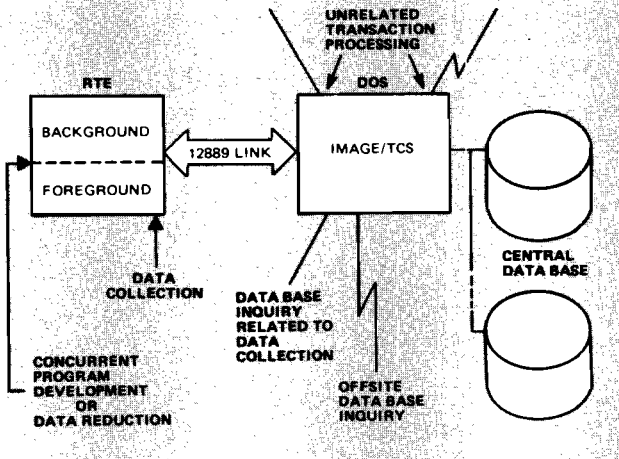 UNRELATED
TRANSACTION
PROCESSING
RTE
DOS
BACKGROUND
FOREGROUND
12889 LINK
IMAGE/TCS
CENTRAL
DATA BASE
DATA
COLLECTION
DATA BASE
INQUIRY
RELATED TO
DATA
COLLECTION
CONCURRENT
PROGRAM
DEVELOPMENT
OR
DATA REDUCTION
OFFSITE
DATA BASE
INQUIRY